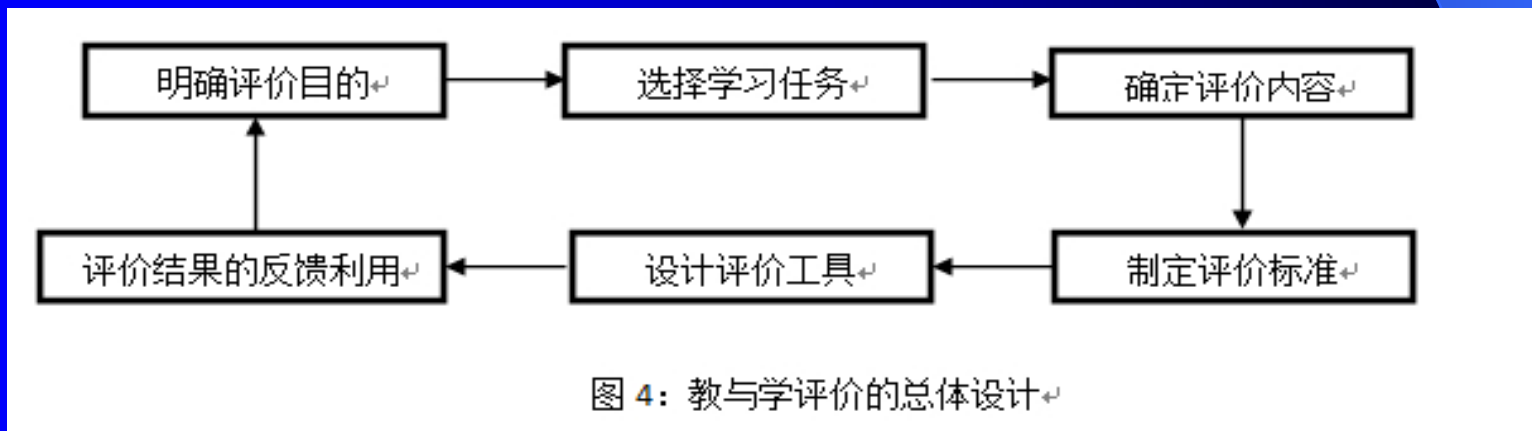 明确评价目的
选择学习任务
确定评价内容
评价结果的反馈利用
设计评价工具
制定评价标准
图 4：教与学评价的总体设计